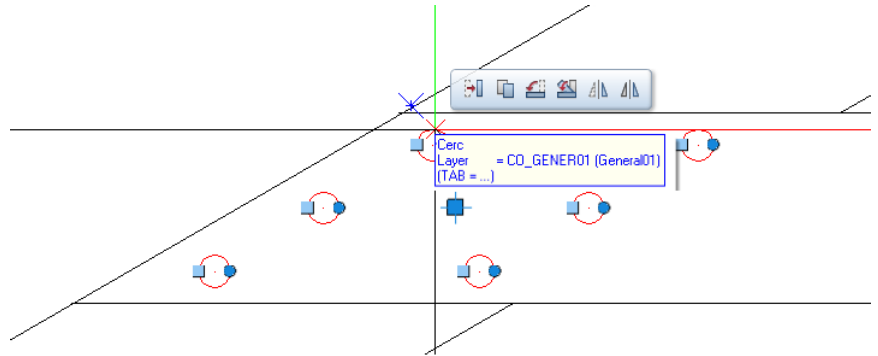 Cerc
Layer = CO_GENER01 (General01)
(TAB = ...)